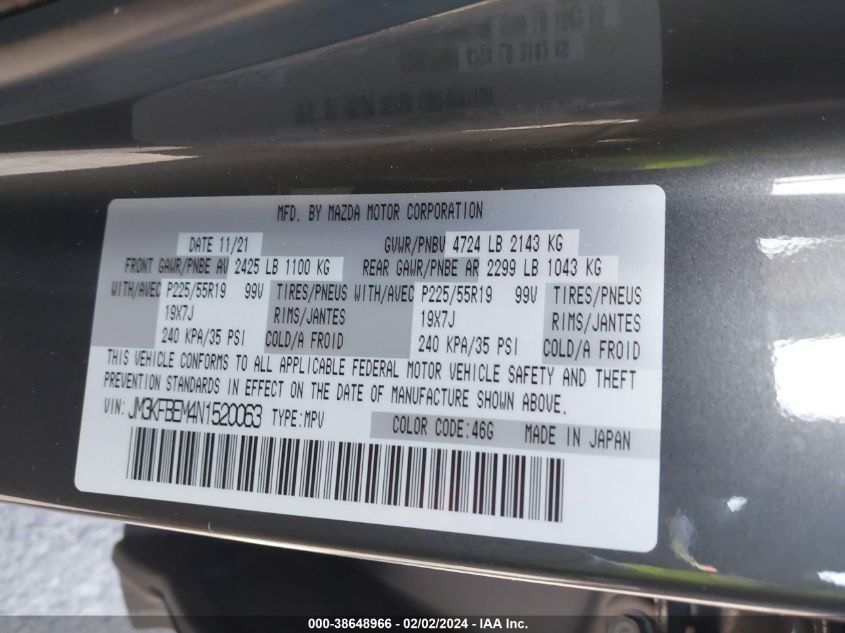 MFD. BY MAZDA MOTOR CORPORATION
DATE 11/21 GVWR/PNBV 4724 LB 2143 KG
FRONT GAWR/PNBE AV 2425 LB 1100 KG REAR GAWR/PNBE AR 2299 LB 1043 KG
WITH/AVEC P225/55R19 99V TIRES/PNEUS WITH/AVEC P225/55R19 99V TIRES/PNEUS
19X7J RIMS/JANTES 19X7J RIMS/JANTES
240 KPA/35 PSI COLD/A FROID 240 KPA/35 PSI COLD/A FROID
THIS VEHICLE CONFORMS TO ALL APPLICABLE FEDERAL MOTOR VEHICLE SAFETY AND THEFT
PREVENTION STANDARDS IN EFFECT ON THE DATE OF MANUFACTURE SHOWN ABOVE.
VIN: JM3KFBEM4N1520063 TYPE:MPV COLOR CODE:46G MADE IN JAPAN
000-38648966 - 02/02/2024 - IAAI Inc.